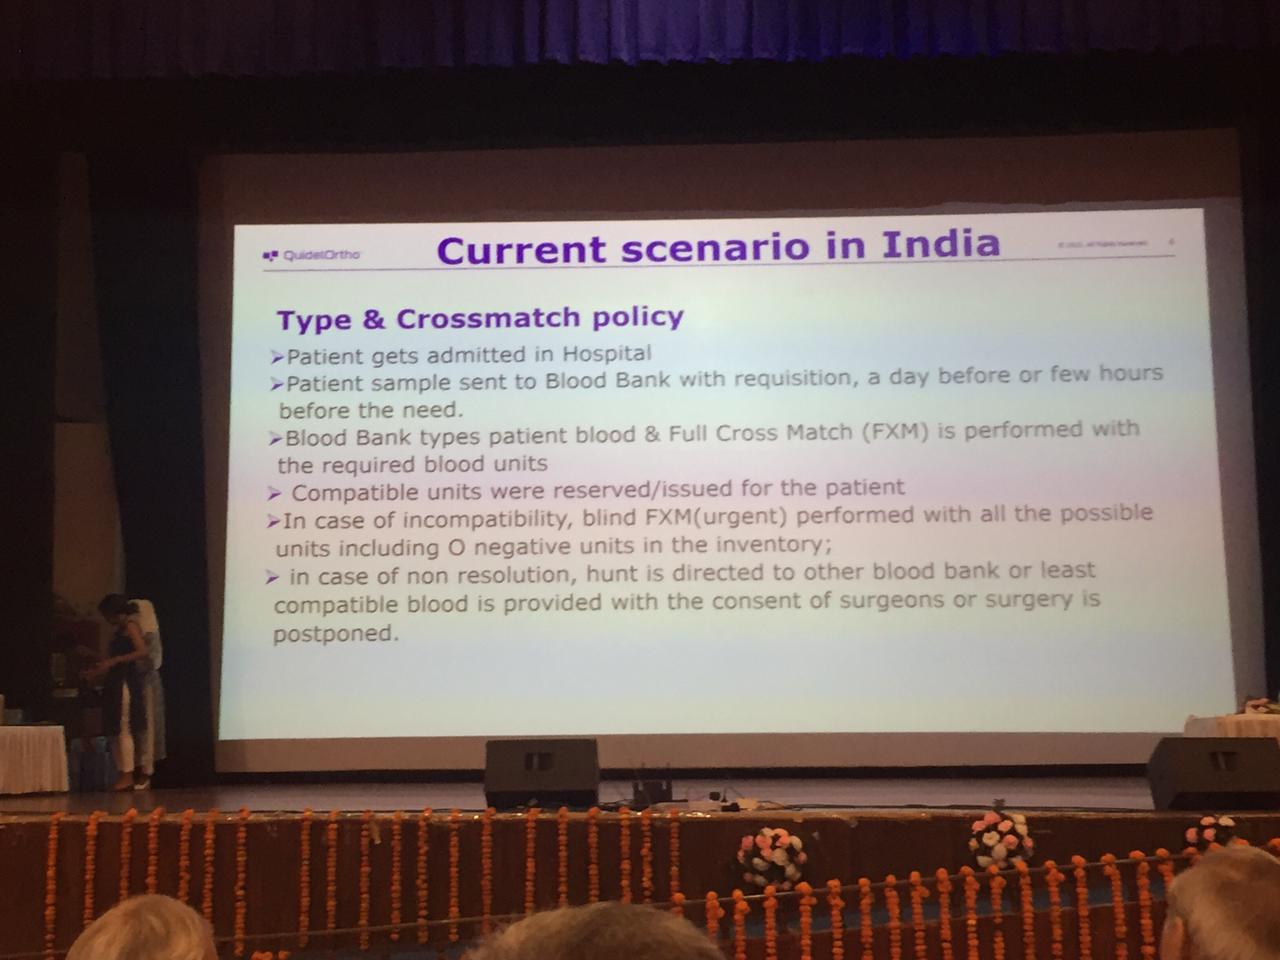 QuidelOrtho
Current scenario in India
Type & Crossmatch policy
➢Patient gets admitted in Hospital
➢Patient sample sent to Blood Bank with requisition, a day before or few hours
before the need.
➢Blood Bank types patient blood & Full Cross Match (FXM) is performed with
the required blood units
➢ Compatible units were reserved/issued for the patient
➢In case of incompatibility, blind FXM(urgent) performed with all the possible
units including O negative units in the inventory;
➢ in case of non resolution, hunt is directed to other blood bank or least
compatible blood is provided with the consent of surgeons or surgery is
postponed.